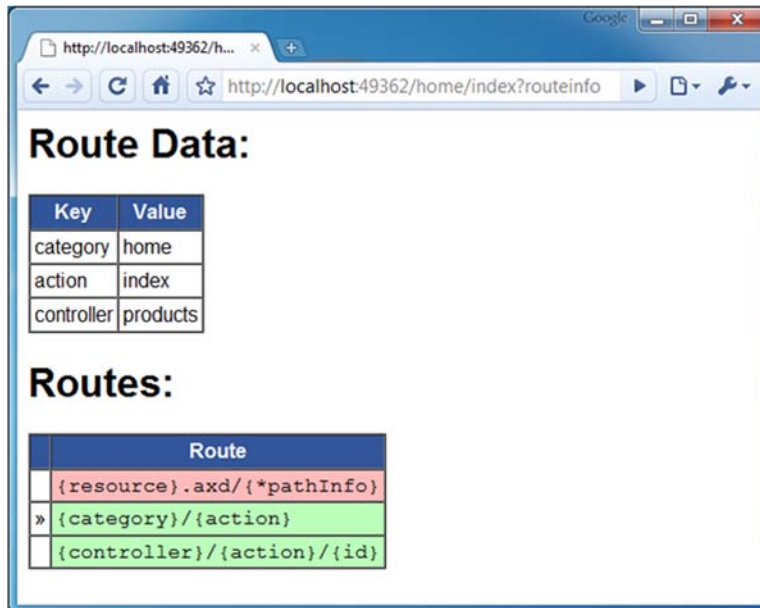 Google
http://localhost:49362/h...
http://localhost:49362/home/index?routeinfo
Route Data:
Key Value
category home
action index
controller products
Routes:
Route
{resource}.axd/{*pathInfo}
» {category}/{action}
{controller}/{action}/{id}